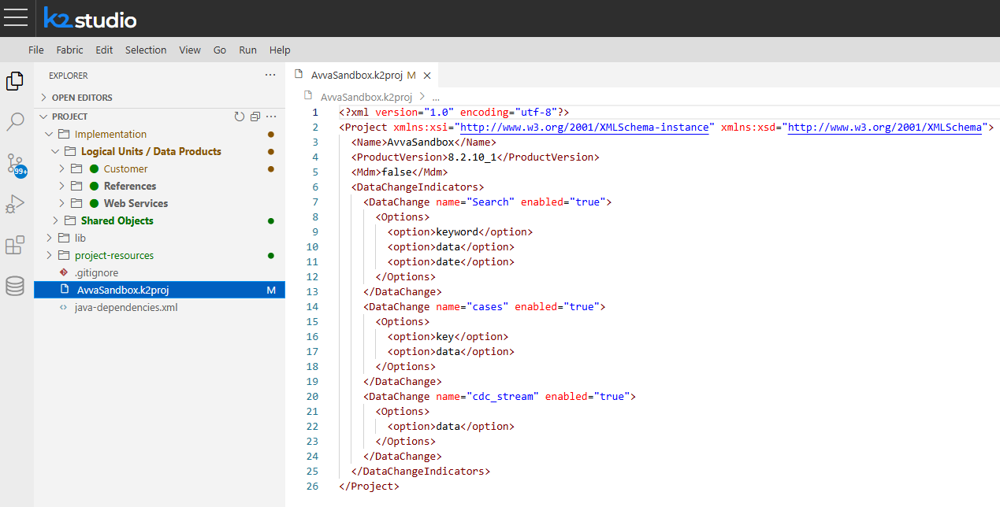 k2studio
File Fabric Edit Selection View Go Run Help
EXPLORER ...
OPEN EDITORS
PROJECT ...
Implementation
Logical Units / Data Products
Customer
References
Web Services
Shared Objects
lib
project-resources
.gitignore
AvvaSandbox.k2proj M
java-dependencies.xml
99+
AvvaSandbox.k2proj M
AvvaSandbox.k2proj > ...
1 <?xml version="1.0" encoding="utf-8"?>
2 <Project xmlns:xsi="http://www.w3.org/2001/XMLSchema-instance" xmlns:xsd="http://www.w3.org/2001/XMLSchema">
3 <Name>AvvaSandbox</Name>
4 <ProductVersion>8.2.10_1</ProductVersion>
5 <Mdm>false</Mdm>
6 <DataChangeIndicators>
7 <DataChange name="Search" enabled="true">
8 <Options>
9 <option>keyword</option>
10 <option>data</option>
11 <option>date</option>
12 </Options>
13 </DataChange>
14 <DataChange name="cases" enabled="true">
15 <Options>
16 <option>key</option>
17 <option>data</option>
18 </Options>
19 </DataChange>
20 <DataChange name="cdc_stream" enabled="true">
21 <Options>
22 <option>data</option>
23 </Options>
24 </DataChange>
25 </DataChangeIndicators>
26 </Project>